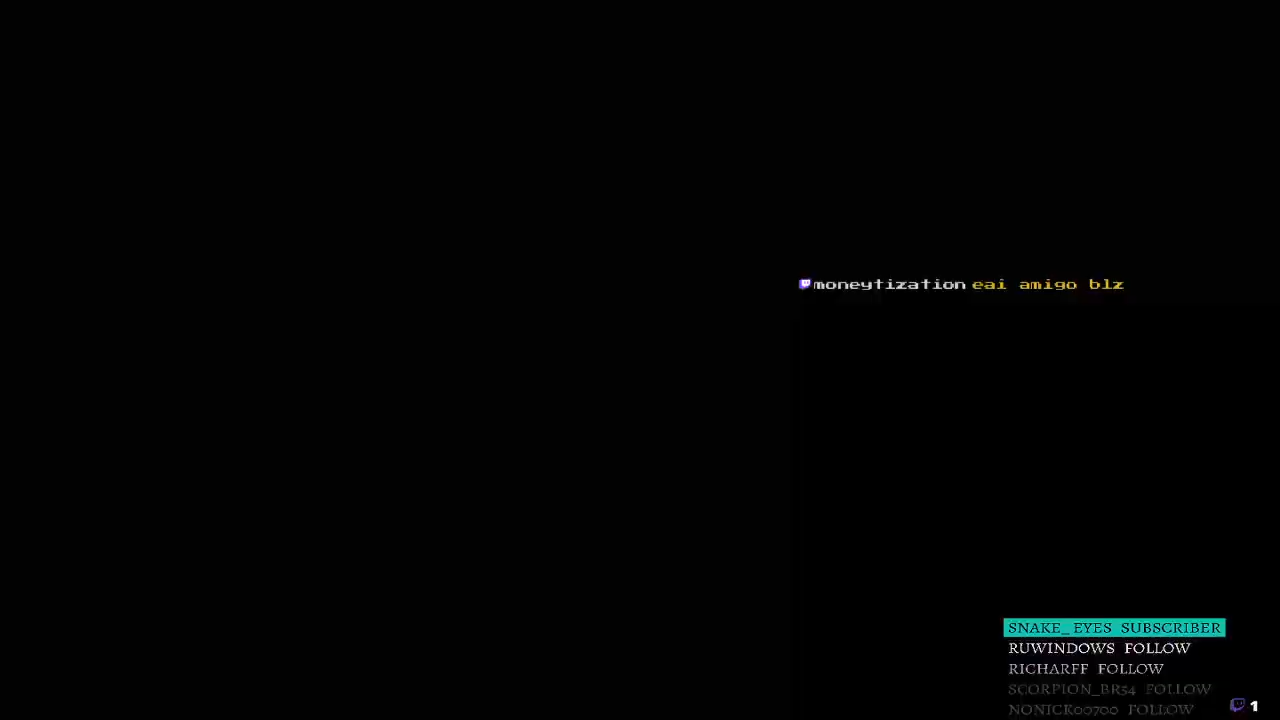 moneytization eai amigo blz
SNAKE_EYES SUBSCRIBER
RUWINDOWS FOLLOW
RICHARFF FOLLOW
SCORPION_BR54 FOLLOW
NONICK00700 FOLLOW
1